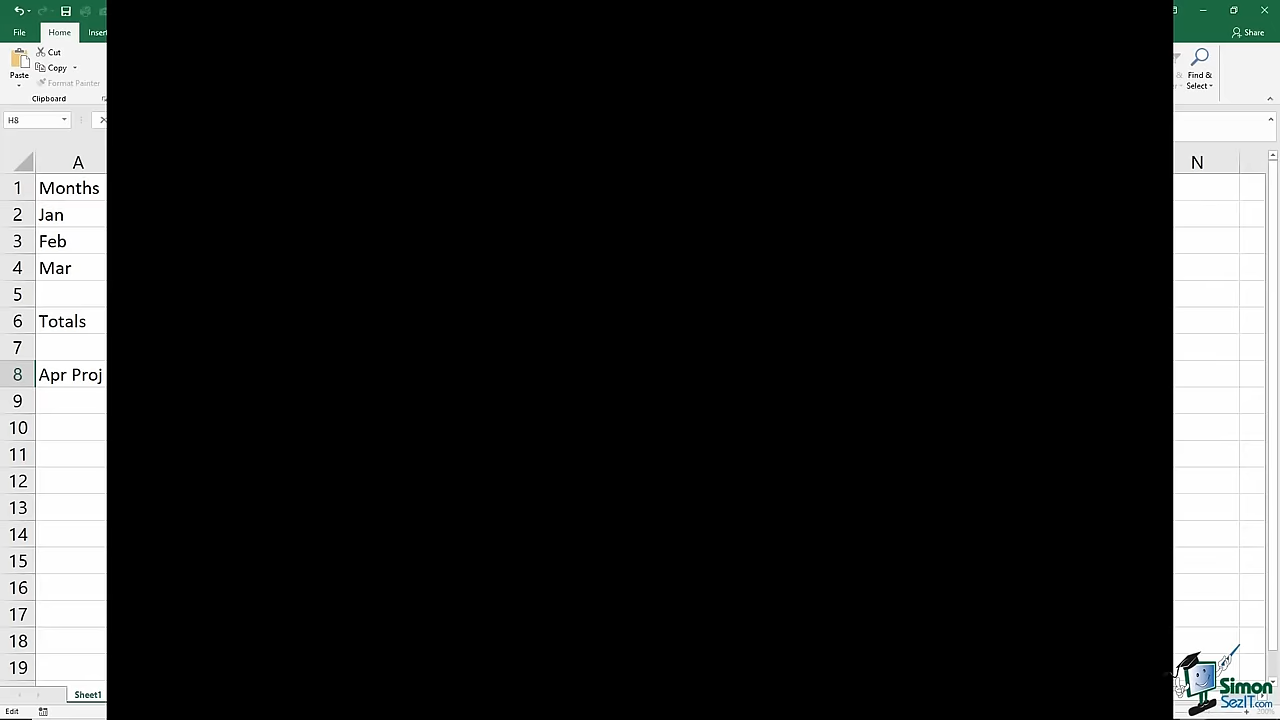 File
Home
Insert
Share
Paste
Cut
Copy
Format Painter
Clipboard
Find &
Select
H8
A
N
1
Months
2
Jan
3
Feb
4
Mar
5
6
Totals
7
8
Apr Proj
9
10
11
12
13
14
15
16
17
18
19
Sheet1
Edit
Simon
SezIT.com